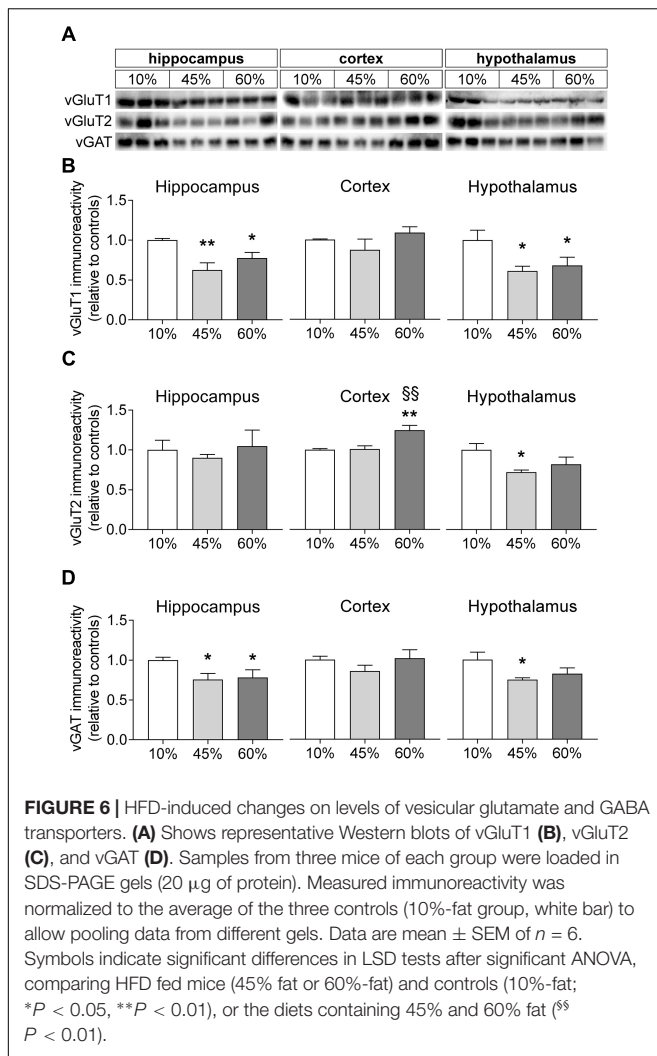 A
hippocampus cortex hypothalamus
10% 45% 60% 10% 45% 60% 10% 45% 60%
vGluT1
vGluT2
vGAT
B
Hippocampus Cortex Hypothalamus
vGluT1 immunoreactivity
(relative to controls)
1.5
1.0
0.5
0.0
** * * *
10% 45% 60% 10% 45% 60% 10% 45% 60%
C
Hippocampus Cortex Hypothalamus
vGluT2 immunoreactivity
(relative to controls)
1.5
1.0
0.5
0.0
§§
** *
10% 45% 60% 10% 45% 60% 10% 45% 60%
D
Hippocampus Cortex Hypothalamus
vGAT immunoreactivity
(relative to controls)
1.5
1.0
0.5
0.0
* * *
10% 45% 60% 10% 45% 60% 10% 45% 60%
FIGURE 6 | HFD-induced changes on levels of vesicular glutamate and GABA
transporters. (A) Shows representative Western blots of vGluT1 (B), vGluT2
(C), and vGAT (D). Samples from three mice of each group were loaded in
SDS-PAGE gels (20 μg of protein). Measured immunoreactivity was
normalized to the average of the three controls (10%-fat group, white bar) to
allow pooling data from different gels. Data are mean ± SEM of n = 6.
Symbols indicate significant differences in LSD tests after significant ANOVA,
comparing HFD fed mice (45% fat or 60%-fat) and controls (10%-fat;
*P < 0.05, **P < 0.01), or the diets containing 45% and 60% fat (§§
P < 0.01).